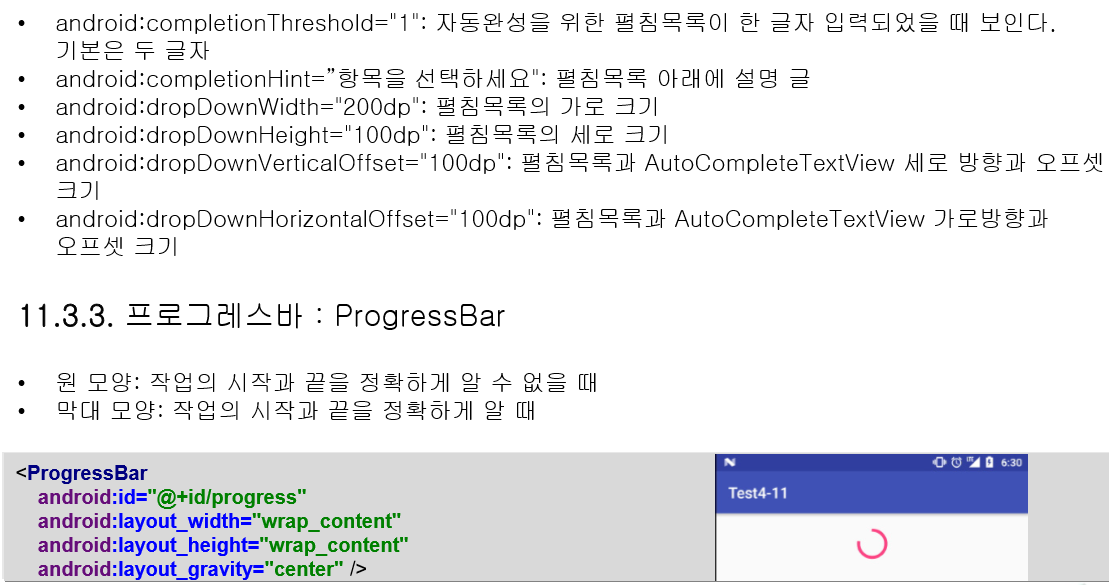 • android:completionThreshold="1": 자동완성을 위한 펼침목록이 한 글자 입력되었을 때 보인다.
기본은 두 글자
• android:completionHint=”항목을 선택하세요": 펼침목록 아래에 설명 글
• android:dropDownWidth="200dp": 펼침목록의 가로 크기
• android:dropDownHeight="100dp": 펼침목록의 세로 크기
• android:dropDownVerticalOffset="100dp": 펼침목록과 AutoCompleteTextView 세로 방향과 오프셋
크기
• android:dropDownHorizontalOffset="100dp": 펼침목록과 AutoCompleteTextView 가로방향과
오프셋 크기
11.3.3. 프로그레스바 : ProgressBar
• 원 모양: 작업의 시작과 끝을 정확하게 알 수 없을 때
• 막대 모양: 작업의 시작과 끝을 정확하게 알 때
<ProgressBar
android:id="@+id/progress"
android:layout_width="wrap_content"
android:layout_height="wrap_content"
android:layout_gravity="center" />
6:30
Test4-11